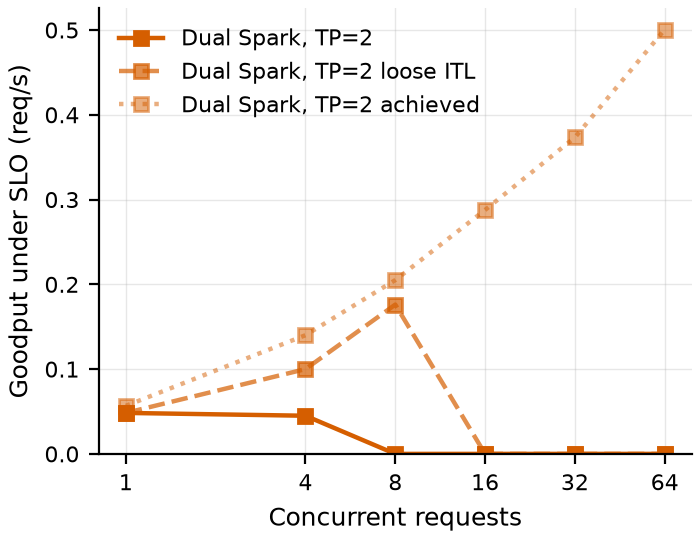 Dual Spark, TP=2
Dual Spark, TP=2 loose ITL
Dual Spark, TP=2 achieved
Goodput under SLO (req/s)
0.5
0.4
0.3
0.2
0.1
0.0
1 4 8 16 32 64
Concurrent requests